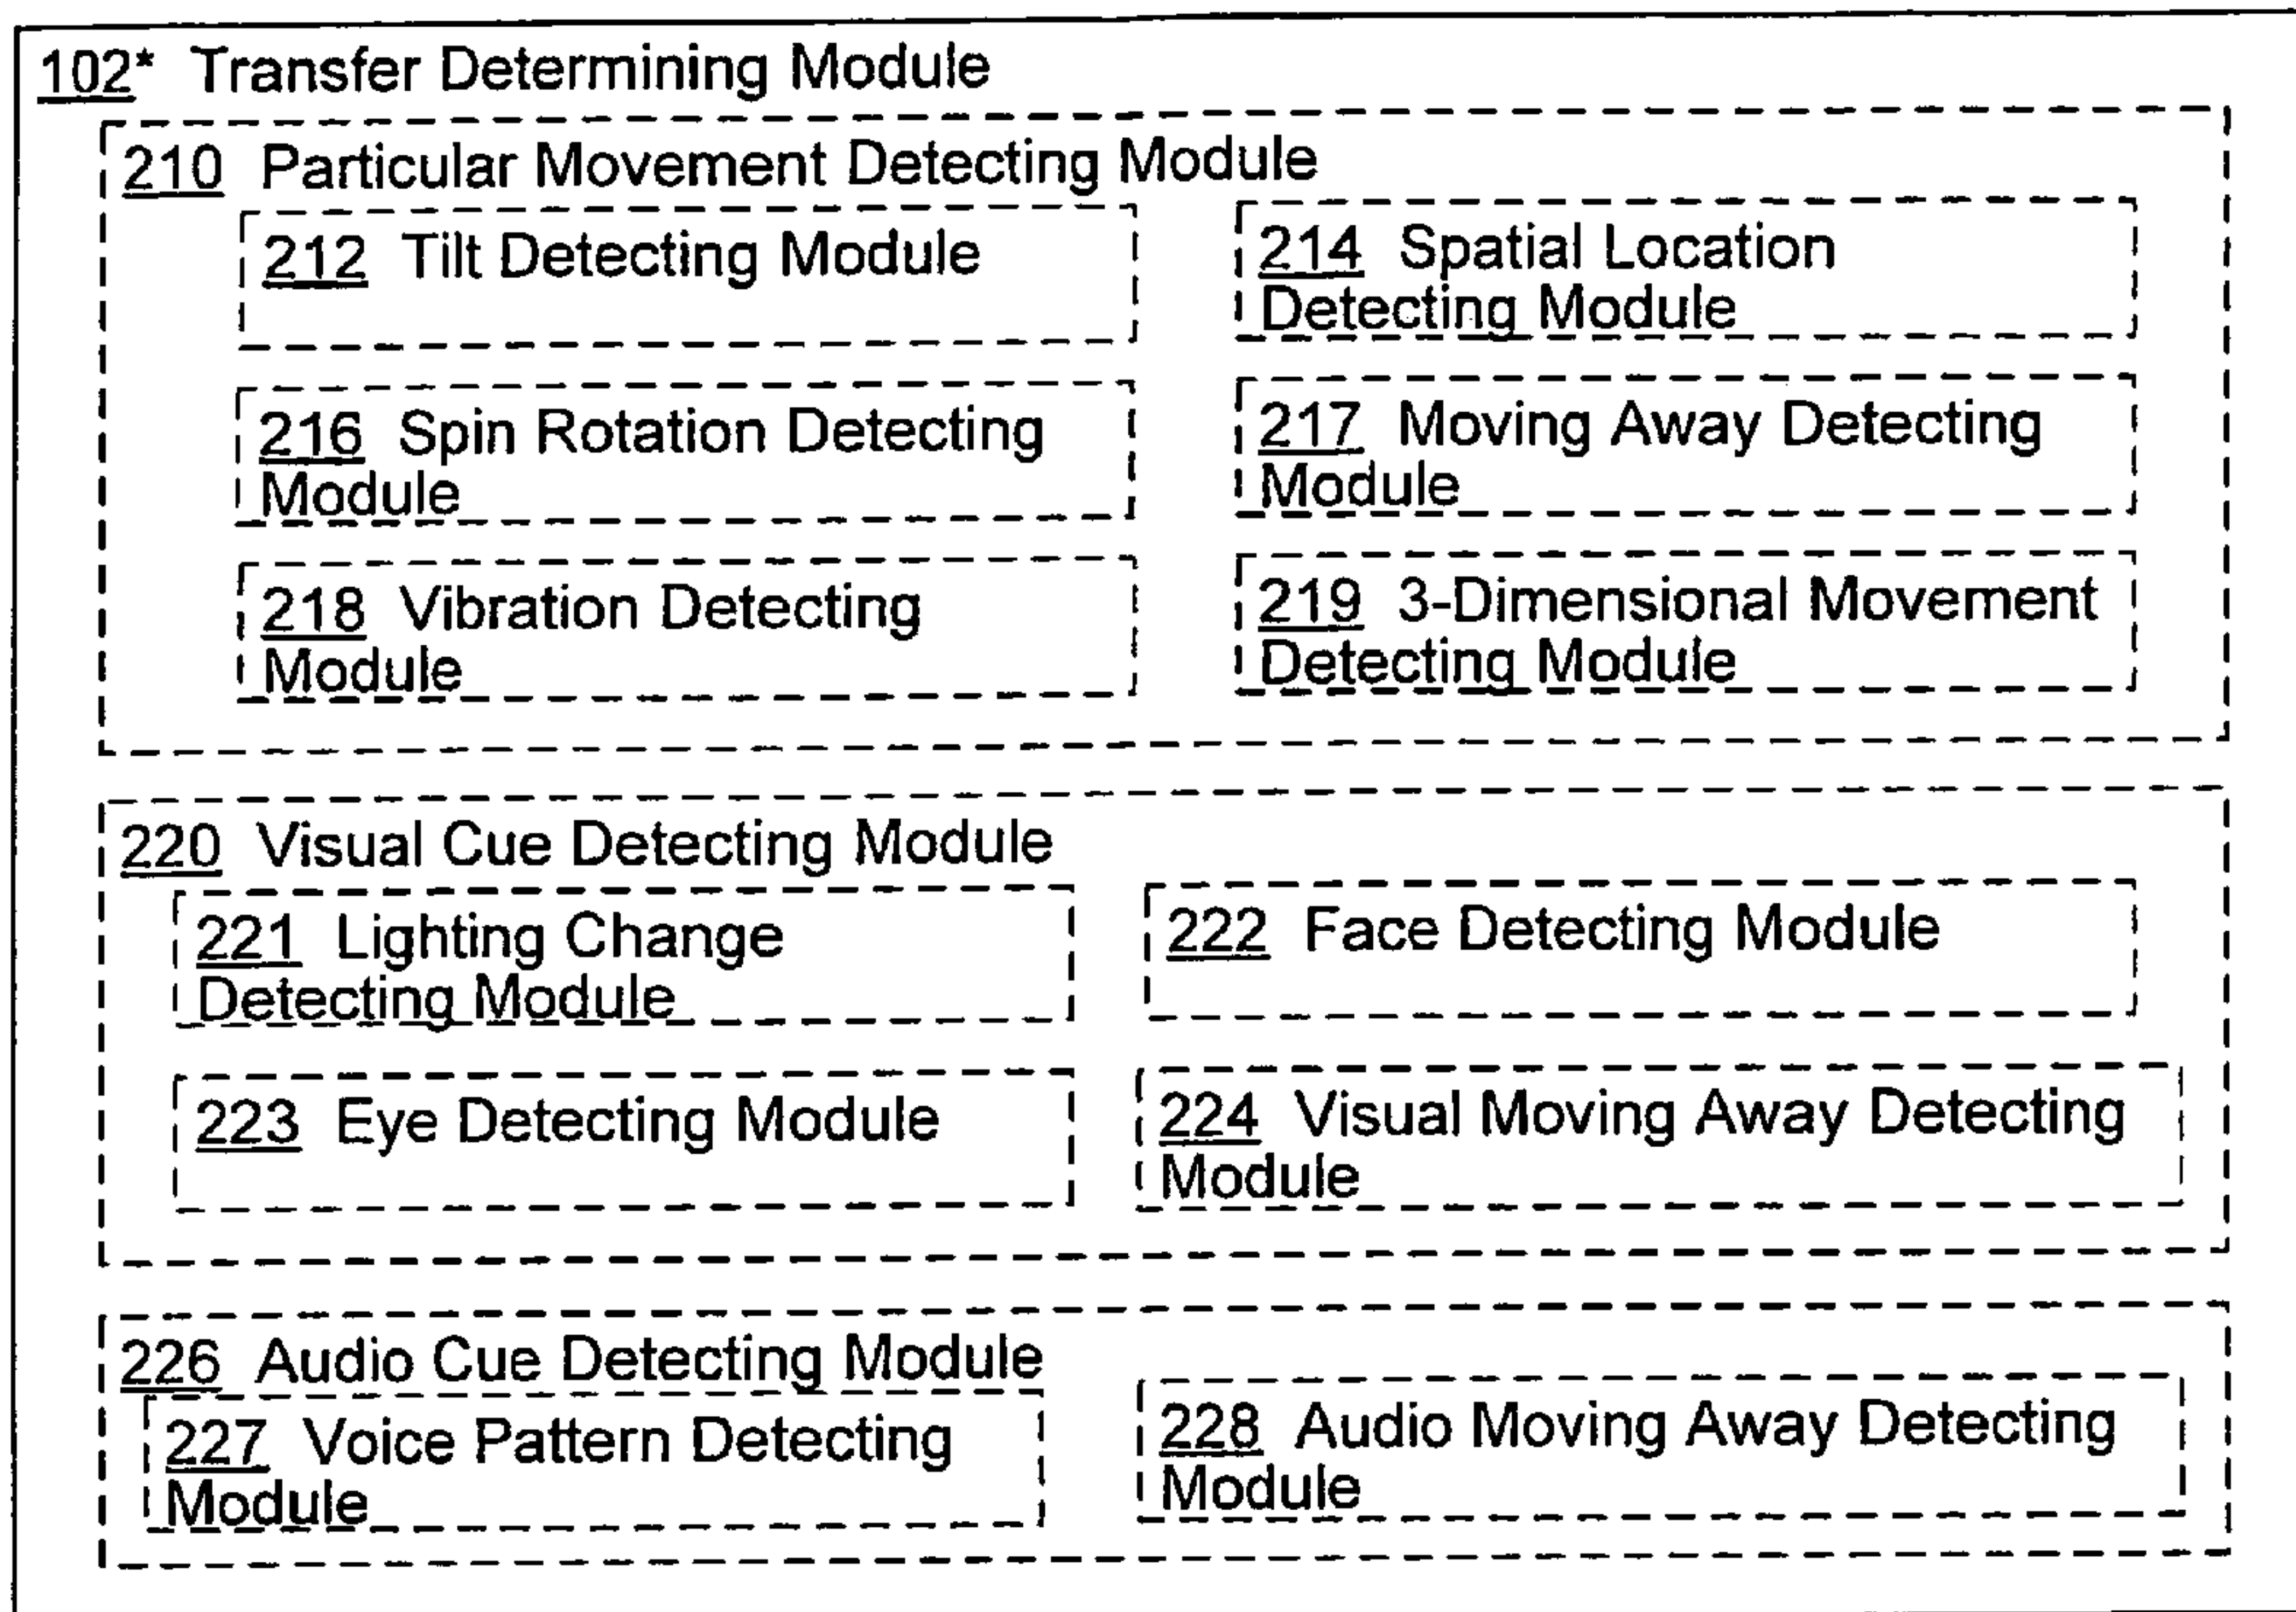 102* Transfer Determining Module
210 Particular Movement Detecting Module
212 Tilt Detecting Module
214 Spatial Location
Detecting Module
216 Spin Rotation Detecting
Module
217 Moving Away Detecting
Module
218 Vibration Detecting
Module
219 3-Dimensional Movement
Detecting Module
220 Visual Cue Detecting Module
221 Lighting Change
Detecting Module
222 Face Detecting Module
223 Eye Detecting Module
224 Visual Moving Away Detecting
Module
226 Audio Cue Detecting Module
227 Voice Pattern Detecting
Module
228 Audio Moving Away Detecting
Module